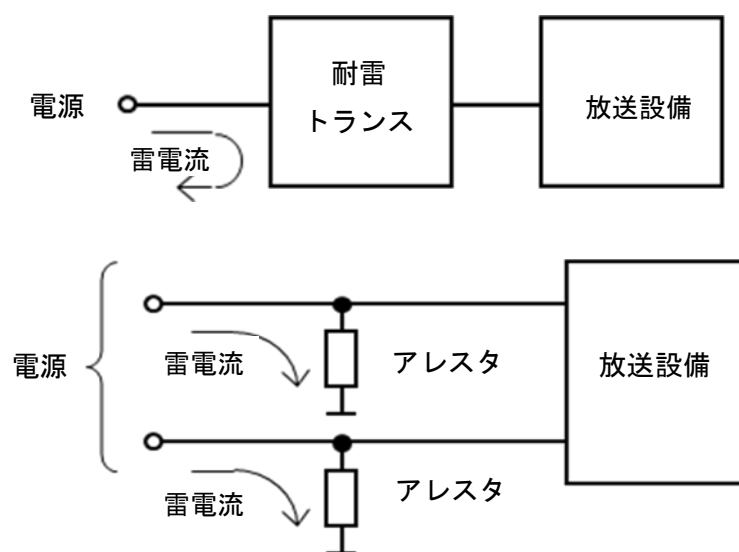 耐雷
トランス
電源
放送設備
雷電流
電源
雷電流
アレスタ
放送設備
雷電流
アレスタ